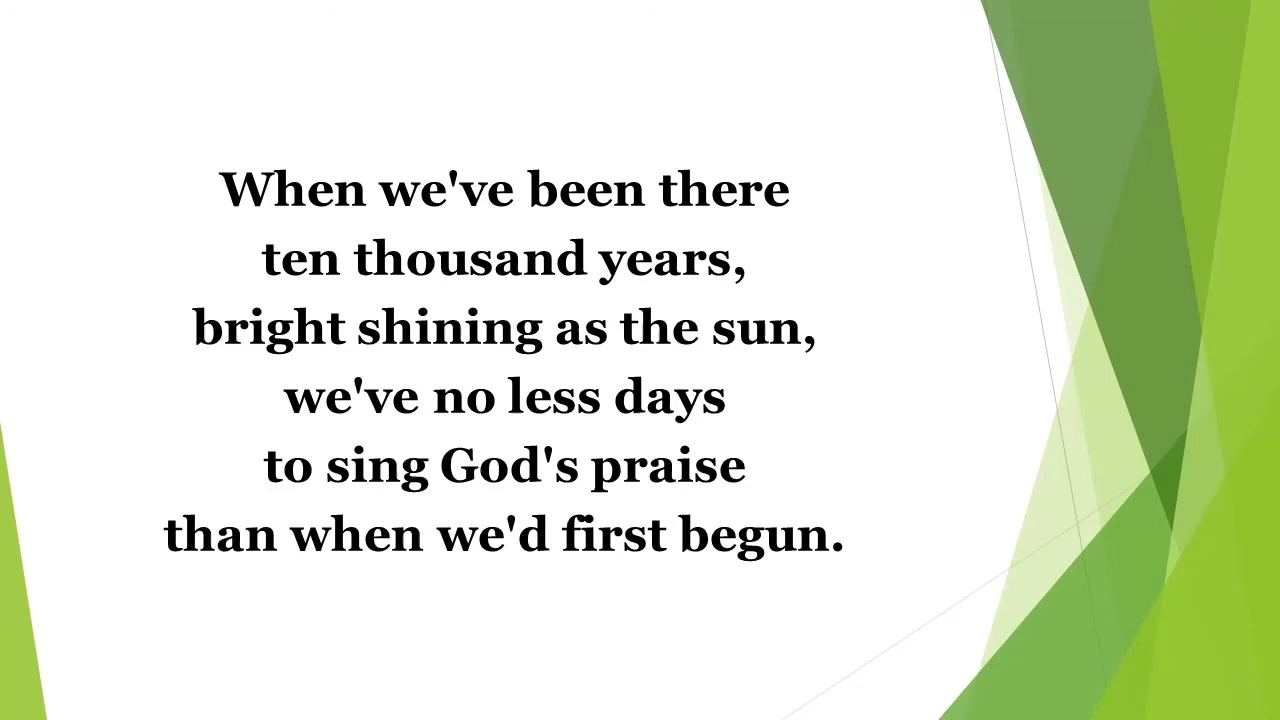 When we've been there
ten thousand years,
bright shining as the sun,
we've no less days
to sing God's praise
than when we'd first begun.